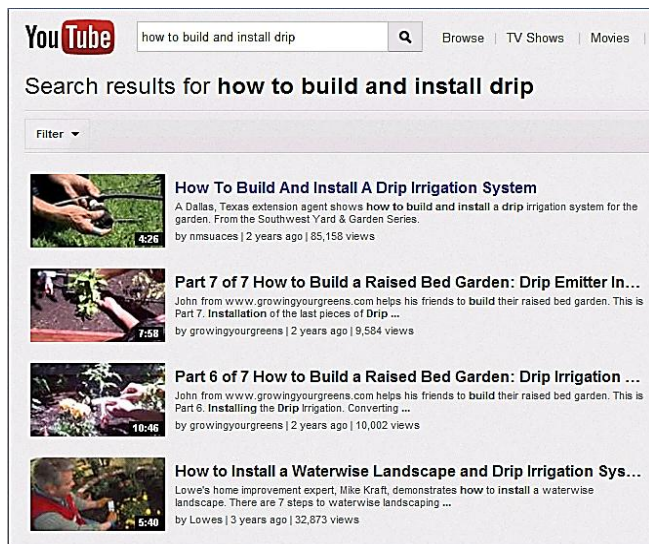 YouTube how to build and install drip Browse | TV Shows | Movies |
Search results for how to build and install drip
Filter
How To Build And Install A Drip Irrigation System
A Dallas, Texas extension agent shows how to build and install a drip irrigation system for the
garden. From the Southwest Yard & Garden Series.
4:26
by nmsuaces | 2 years ago | 85,158 views
Part 7 of 7 How to Build a Raised Bed Garden: Drip Emitter In...
John from www.growingyourgreens.com helps his friends to build their raised bed garden. This is
Part 7. Installation of the last pieces of Drip ...
7:58
by growingyourgreens | 2 years ago | 9,584 views
Part 6 of 7 How to Build a Raised Bed Garden: Drip Irrigation ...
John from www.growingyourgreens.com helps his friends to build their raised bed garden. This is
Part 6. Installing the Drip Irrigation. Converting ...
10:46
by growingyourgreens | 2 years ago | 10,002 views
How to Install a Waterwise Landscape and Drip Irrigation Sys...
Lowe's home improvement expert, Mike Kraft, demonstrates how to install a waterwise
landscape. There are 7 steps to waterwise landscaping ...
5:40
by Lowes | 3 years ago | 32,873 views